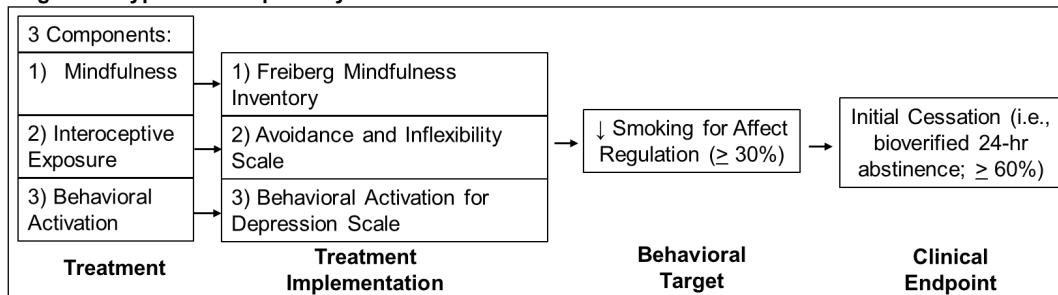 3 Components:
1) Mindfulness
2) Interoceptive
Exposure
3) Behavioral
Activation
Treatment
1) Freiberg Mindfulness
Inventory
2) Avoidance and Inflexibility
Scale
3) Behavioral Activation for
Depression Scale
Treatment
Implementation
↓ Smoking for Affect
Regulation (≥ 30%)
Behavioral
Target
Initial Cessation (i.e.,
bioverified 24-hr
abstinence; ≥ 60%)
Clinical
Endpoint